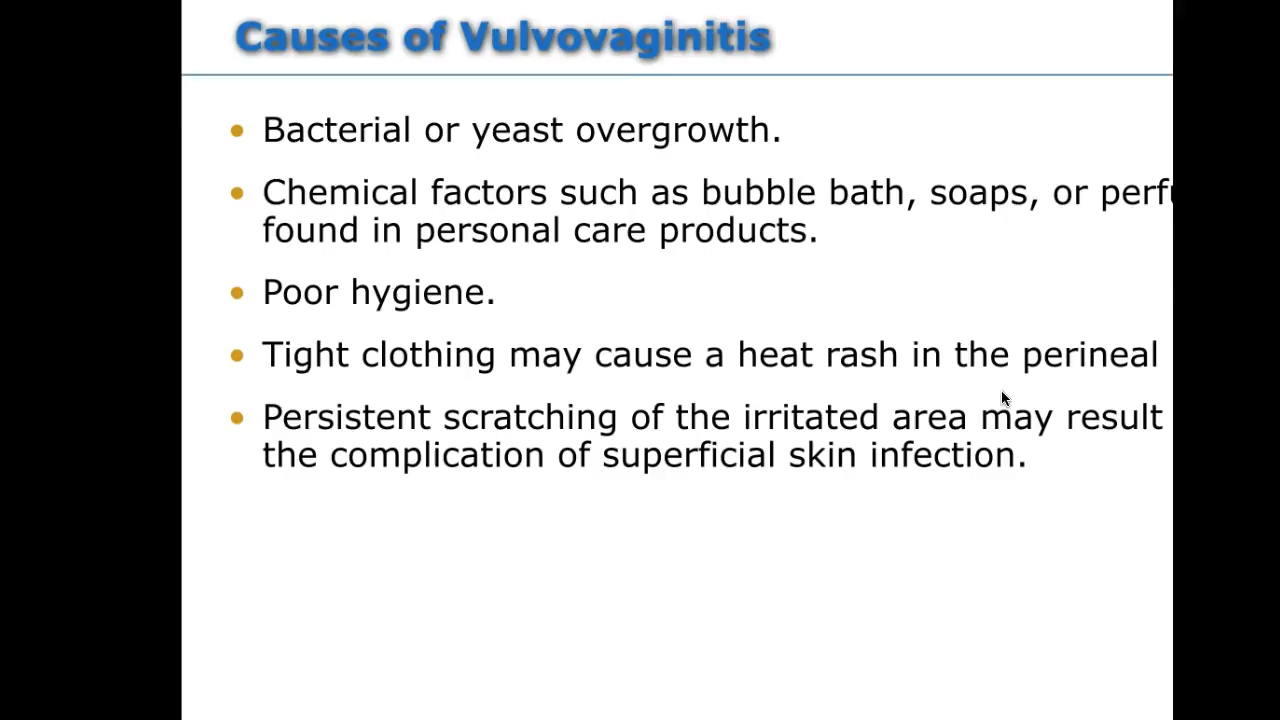 Causes of Vulvovaginitis
• Bacterial or yeast overgrowth.
• Chemical factors such as bubble bath, soaps, or
found in personal care products.
• Poor hygiene.
• Tight clothing may cause a heat rash in the perineal
• Persistent scratching of the irritated area may result
the complication of superficial skin infection.